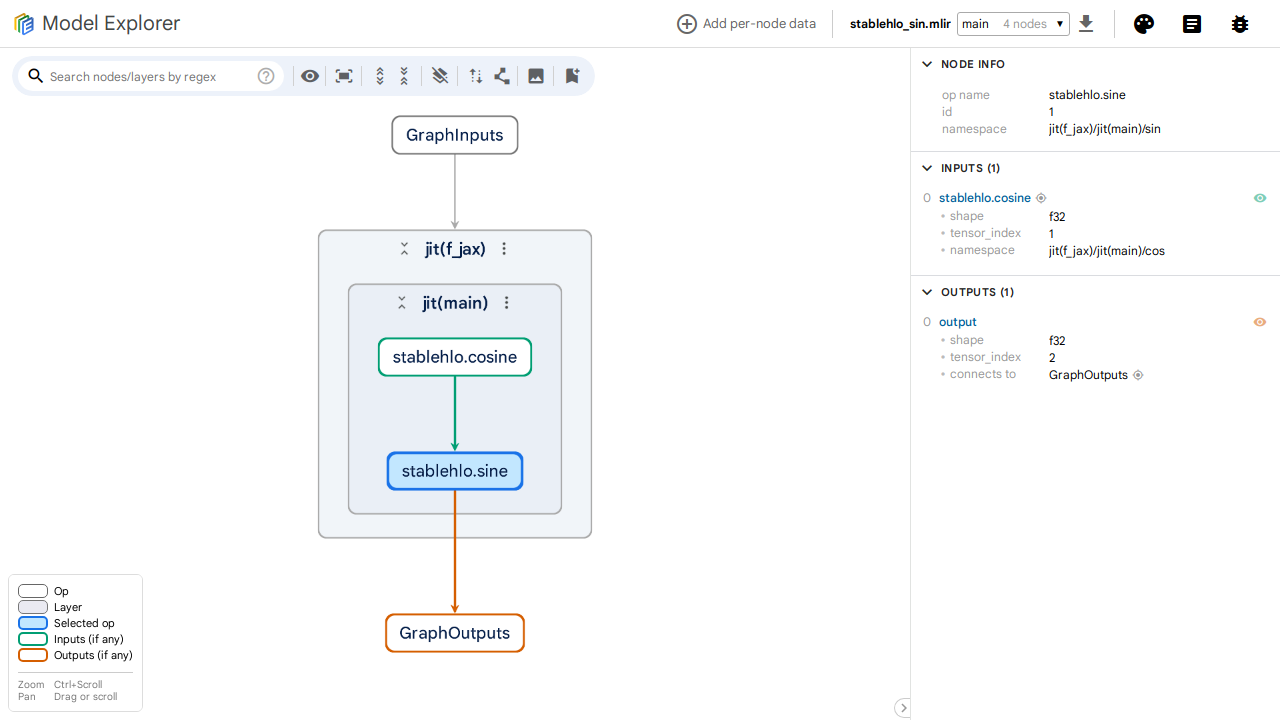 Model Explorer
Add per-node data
stablehlo_sin.mlir
main 4 nodes
Search nodes/layers by regex
GraphInputs
jit(f_jax)
jit(main)
stablehlo.cosine
stablehlo.sine
GraphOutputs
Op
Layer
Selected op
Inputs (if any)
Outputs (if any)
Zoom Ctrl+Scroll
Pan Drag or scroll
NODE INFO
op name stablehlo.sine
id 1
namespace jit(f_jax)/jit(main)/sin
INPUTS (1)
0 stablehlo.cosine
• shape f32
• tensor_index 1
• namespace jit(f_jax)/jit(main)/cos
OUTPUTS (1)
0 output
• shape f32
• tensor_index 2
• connects to GraphOutputs